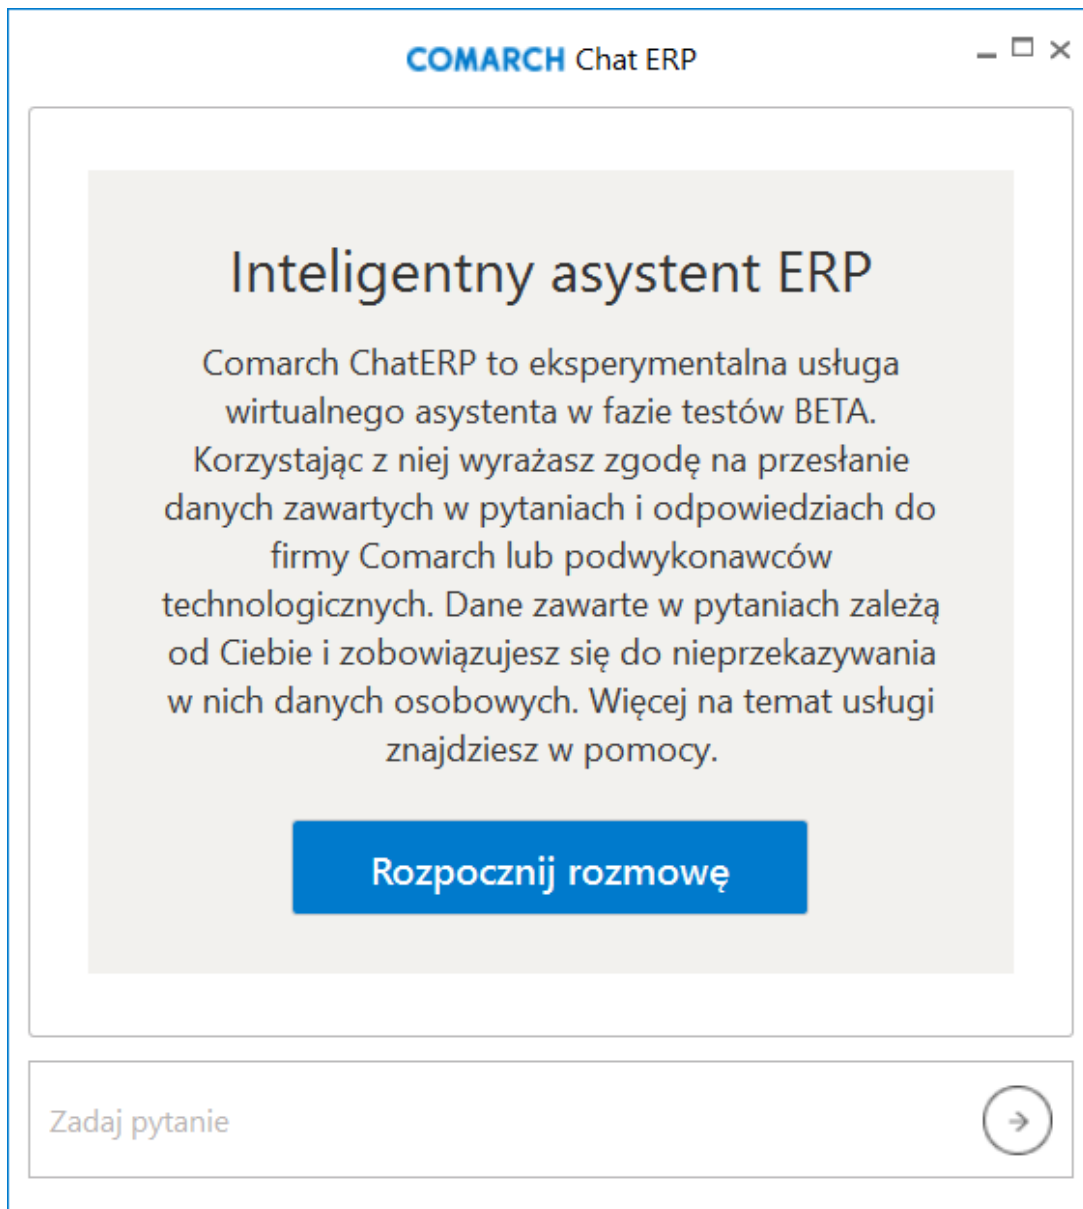 COMARCH Chat ERP
Inteligentny asystent ERP
Comarch ChatERP to eksperymentalna usługa
wirtualnego asystenta w fazie testów BETA.
Korzystając z niej wyrażasz zgodę na przesłanie
danych zawartych w pytaniach i odpowiedziach do
firmy Comarch lub podwykonawców
technologicznych. Dane zawarte w pytaniach zależą
od Ciebie i zobowiązujesz się do nieprzekazywania
w nich danych osobowych. Więcej na temat usługi
znajdziesz w pomocy.
Rozpocznij rozmowę
Zadaj pytanie